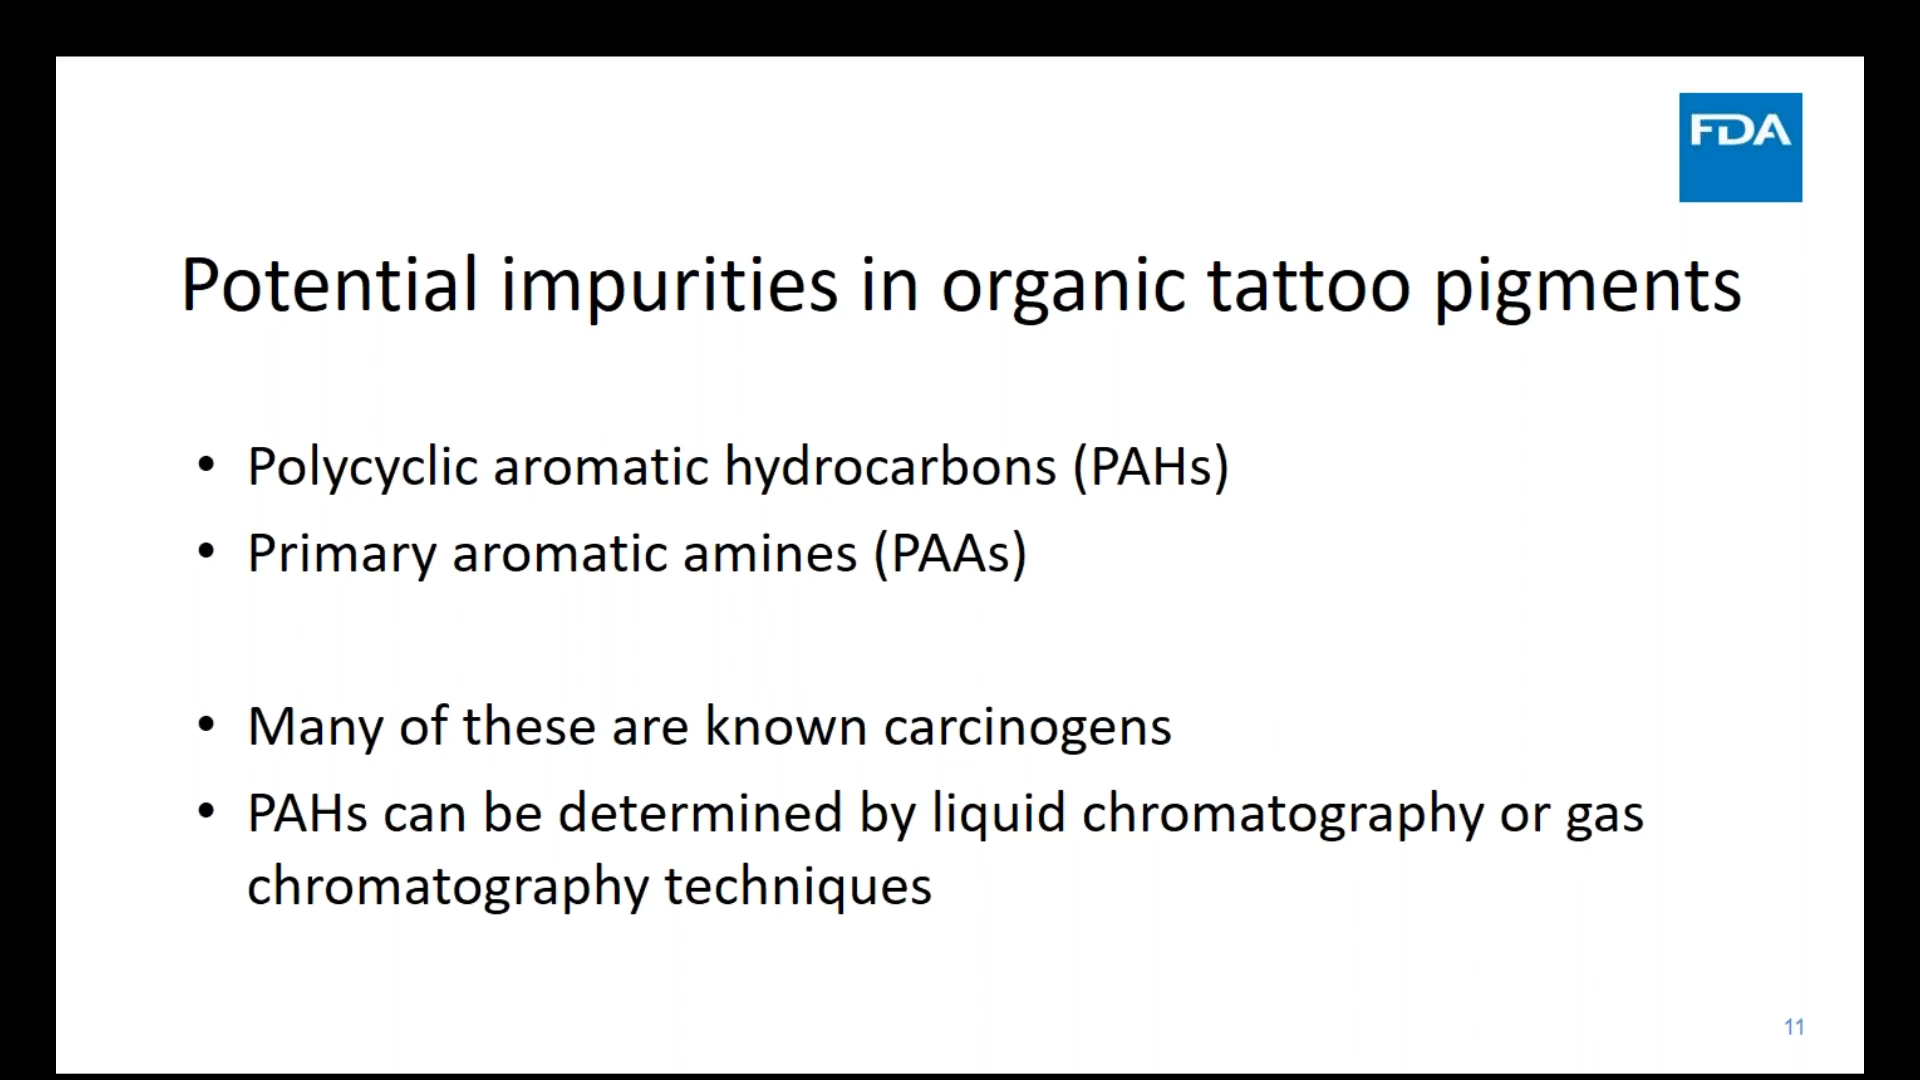 FDA
Potential impurities in organic tattoo pigments
• Polycyclic aromatic hydrocarbons (PAHs)
• Primary aromatic amines (PAAs)
• Many of these are known carcinogens
• PAHs can be determined by liquid chromatography or gas
chromatography techniques
11